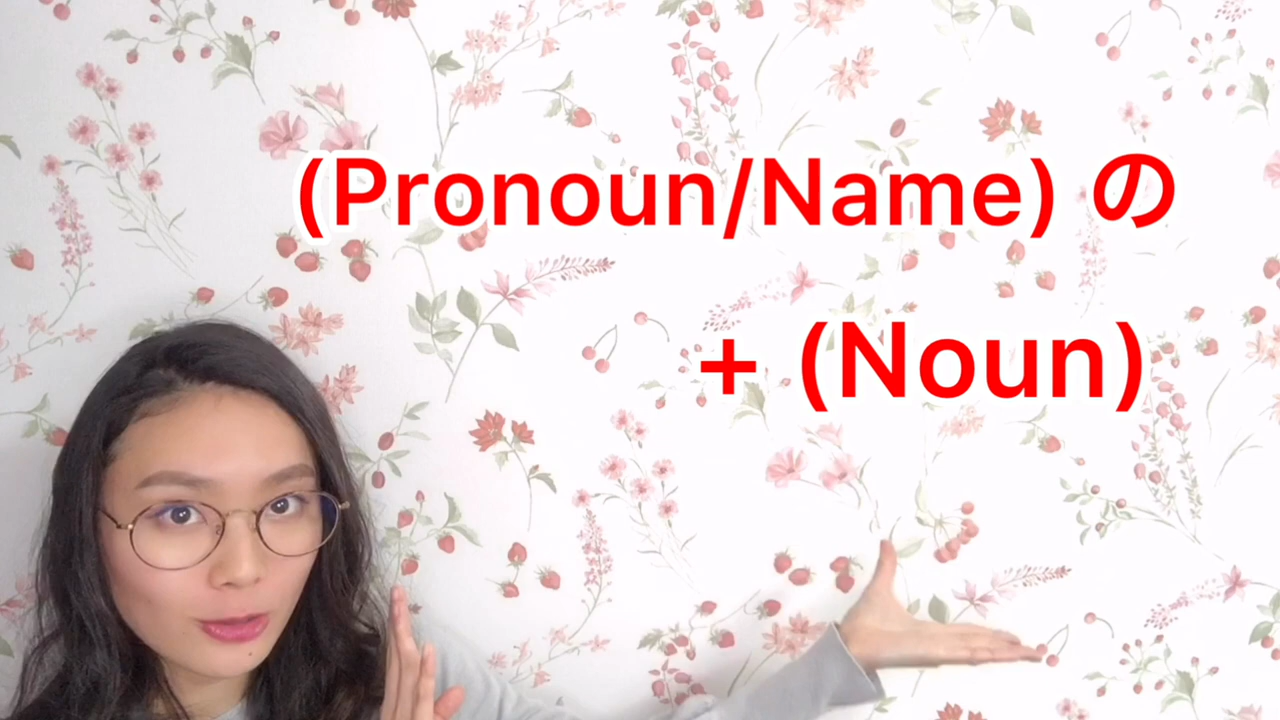 (Pronoun/Name) の
+ (Noun)